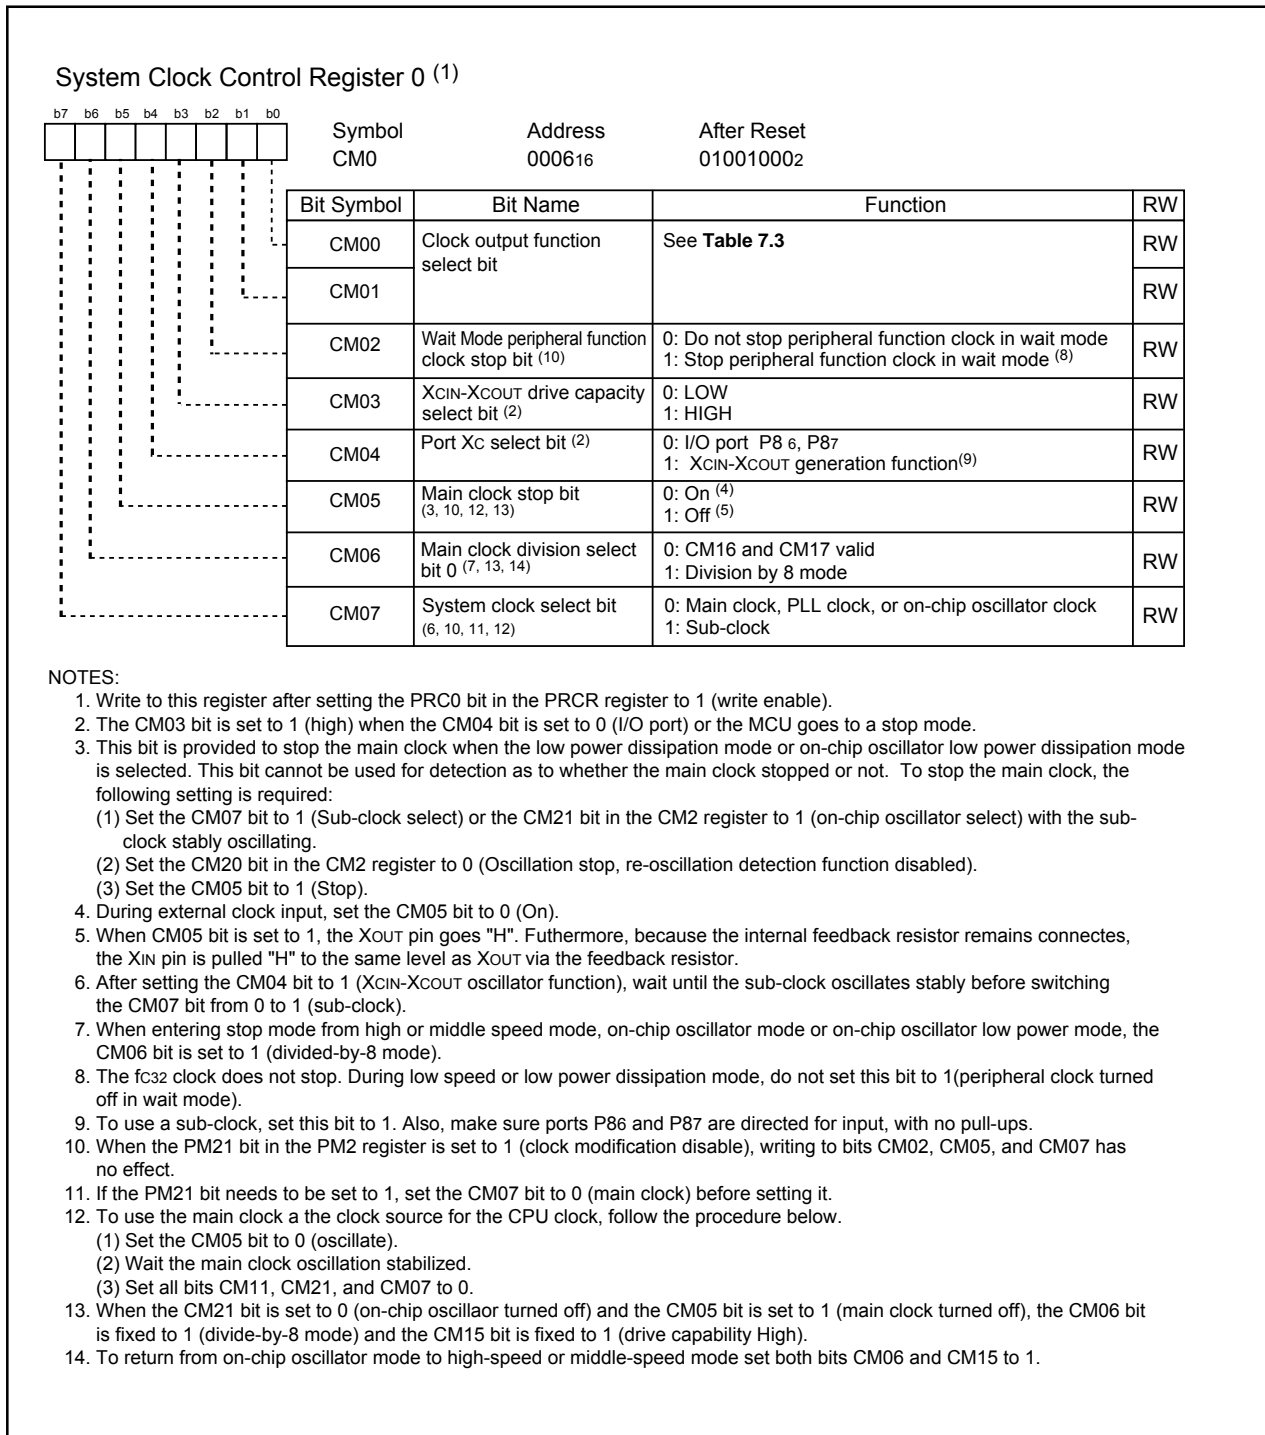 System Clock Control Register 0 (1)
b7 b6 b5 b4 b3 b2 b1 b0
Symbol Address After Reset
CM0 000616 010010002
Bit Symbol Bit Name Function RW
CM00 Clock output function select bit See Table 7.3 RW
CM01 RW
CM02 Wait Mode peripheral function 0: Do not stop peripheral function clock in wait mode RW
clock stop bit (10) 1: Stop peripheral function clock in wait mode (8)
CM03 XCIN-XCOUT drive capacity 0: LOW RW
select bit (2) 1: HIGH
CM04 Port XC select bit (2) 0: I/O port P8 6, P87 RW
1: XCIN-XCOUT generation function(9)
CM05 Main clock stop bit 0: On (4) RW
(3, 10, 12, 13) 1: Off (5)
CM06 Main clock division select 0: CM16 and CM17 valid RW
bit 0 (7, 13, 14) 1: Division by 8 mode
CM07 System clock select bit 0: Main clock, PLL clock, or on-chip oscillator clock RW
(6, 10, 11, 12) 1: Sub-clock
NOTES:
1. Write to this register after setting the PRC0 bit in the PRCR register to 1 (write enable).
2. The CM03 bit is set to 1 (high) when the CM04 bit is set to 0 (I/O port) or the MCU goes to a stop mode.
3. This bit is provided to stop the main clock when the low power dissipation mode or on-chip oscillator low power dissipation mode
is selected. This bit cannot be used for detection as to whether the main clock stopped or not. To stop the main clock, the
following setting is required:
(1) Set the CM07 bit to 1 (Sub-clock select) or the CM21 bit in the CM2 register to 1 (on-chip oscillator select) with the sub-
clock stably oscillating.
(2) Set the CM20 bit in the CM2 register to 0 (Oscillation stop, re-oscillation detection function disabled).
(3) Set the CM05 bit to 1 (Stop).
4. During external clock input, set the CM05 bit to 0 (On).
5. When CM05 bit is set to 1, the XOUT pin goes "H". Futhermore, because the internal feedback resistor remains connectes,
the XIN pin is pulled "H" to the same level as XOUT via the feedback resistor.
6. After setting the CM04 bit to 1 (XCIN-XCOUT oscillator function), wait until the sub-clock oscillates stably before switching
the CM07 bit from 0 to 1 (sub-clock).
7. When entering stop mode from high or middle speed mode, on-chip oscillator mode or on-chip oscillator low power mode, the
CM06 bit is set to 1 (divided-by-8 mode).
8. The fC32 clock does not stop. During low speed or low power dissipation mode, do not set this bit to 1(peripheral clock turned
off in wait mode).
9. To use a sub-clock, set this bit to 1. Also, make sure ports P86 and P87 are directed for input, with no pull-ups.
10. When the PM21 bit in the PM2 register is set to 1 (clock modification disable), writing to bits CM02, CM05, and CM07 has
no effect.
11. If the PM21 bit needs to be set to 1, set the CM07 bit to 0 (main clock) before setting it.
12. To use the main clock a the clock source for the CPU clock, follow the procedure below.
(1) Set the CM05 bit to 0 (oscillate).
(2) Wait the main clock oscillation stabilized.
(3) Set all bits CM11, CM21, and CM07 to 0.
13. When the CM21 bit is set to 0 (on-chip oscillaor turned off) and the CM05 bit is set to 1 (main clock turned off), the CM06 bit
is fixed to 1 (divide-by-8 mode) and the CM15 bit is fixed to 1 (drive capability High).
14. To return from on-chip oscillator mode to high-speed or middle-speed mode set both bits CM06 and CM15 to 1.